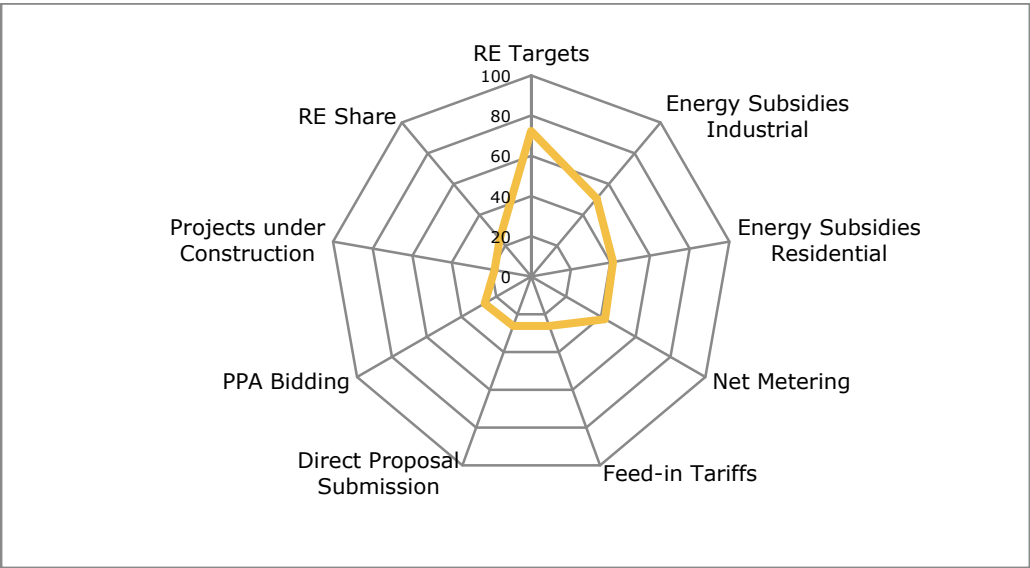 RE Targets
100
80
60
40
20
0
Energy Subsidies
Industrial
Energy Subsidies
Residential
Net Metering
Feed-in Tariffs
Direct Proposal
Submission
PPA Bidding
Projects under
Construction
RE Share